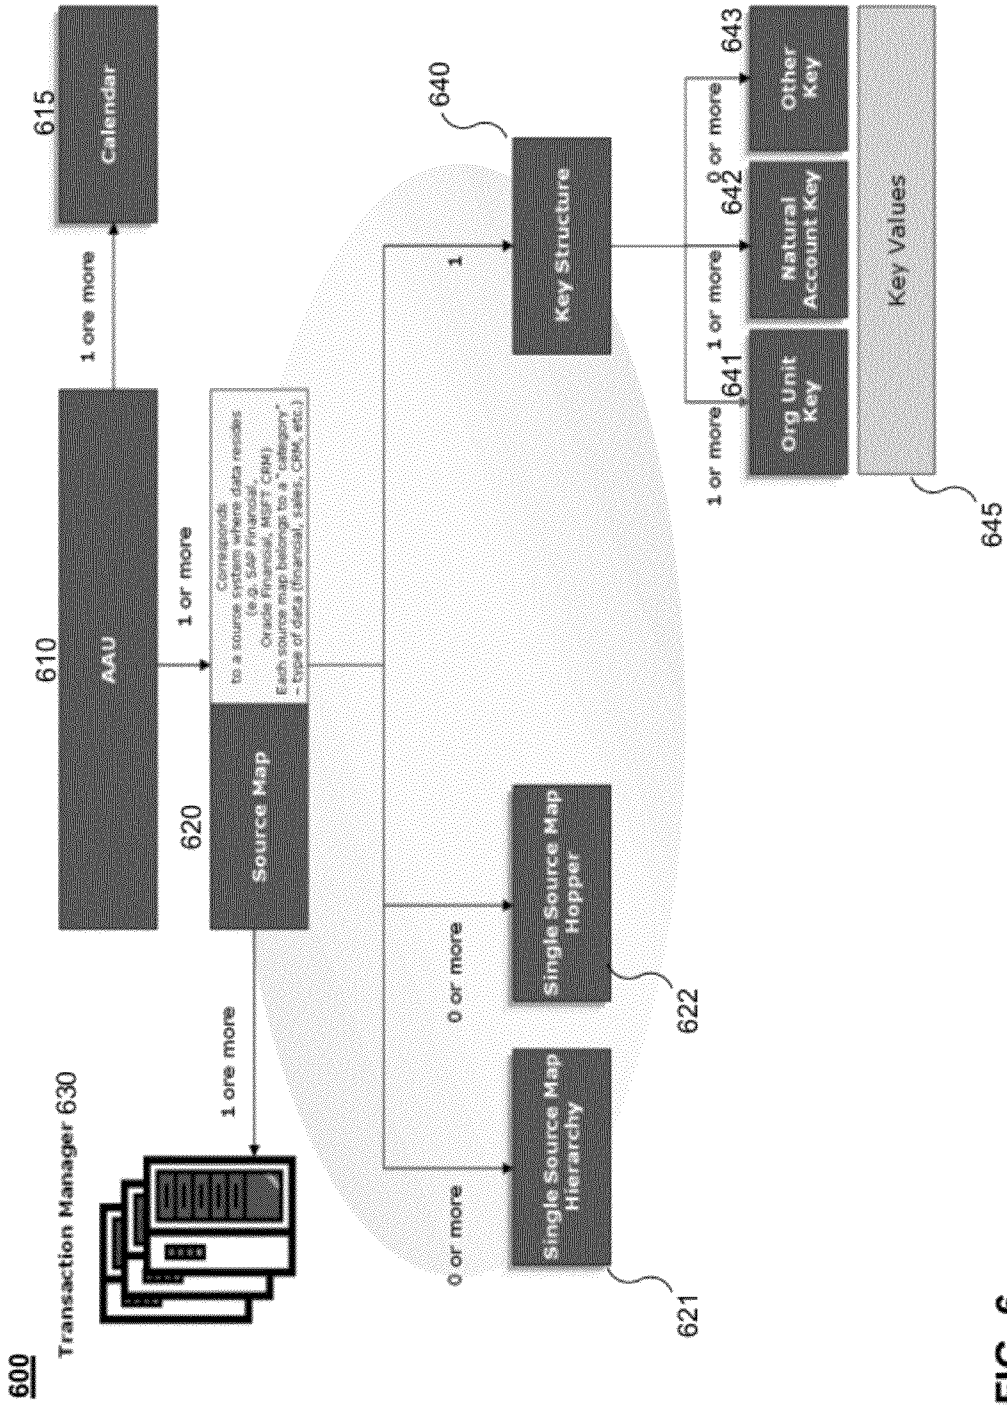 600
Transaction Manager 630
610
AAU
615
Calendar
1 ore more
1 or more
620
Source Map
Corresponds
to a source system where data resides
(e.g. SAP Financial,
Oracle Financial, MSFT CRM)
Each source map belongs to a "category"
- type of data (financial, sales, CRM, etc.)
1 ore more
0 or more
0 or more
1
640
Single Source Map
Hierarchy
621
Single Source Map
Hopper
622
Key Structure
1 or more
1 or more
0 or more
641
642
643
Org Unit
Key
Natural
Account Key
Other
Key
Key Values
645
FIG. 6